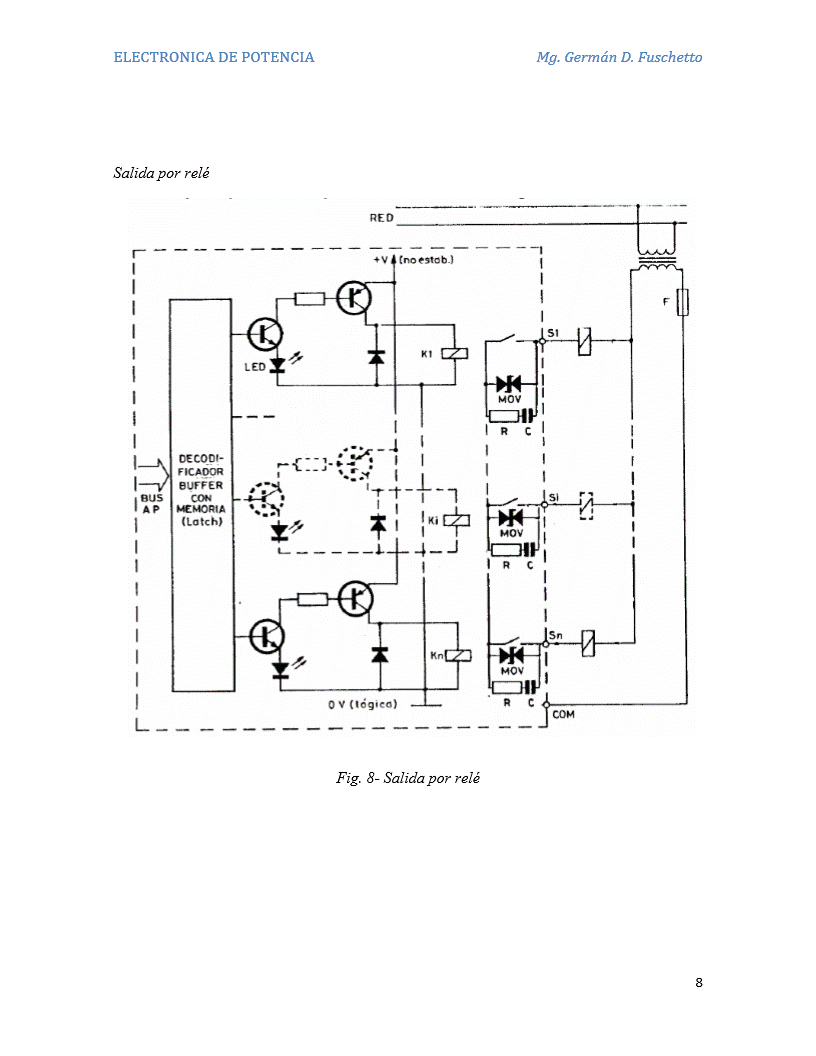 ELECTRONICA DE POTENCIA Mg. Germán D. Fuschetto
Salida por relé
RED
+V (no estab.)
LED
K1
F
S1
MOV
R C
DECODI-
FICADOR
BUFFER
CON
MEMORIA
(Latch)
BUS
A P
Ki
Si
MOV
R C
Kn
Sn
MOV
R C
0 V (lógica)
COM
Fig. 8- Salida por relé
8